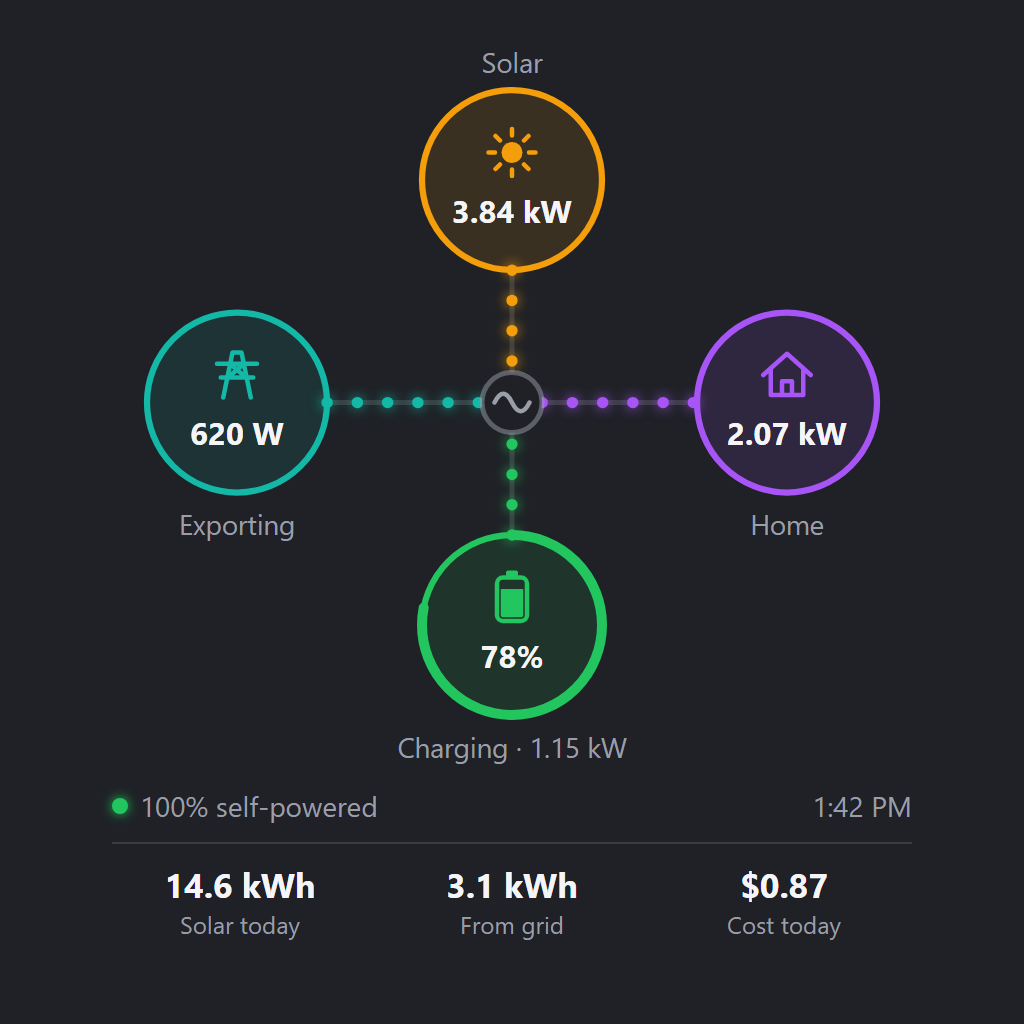 Solar
3.84 kW
620 W
2.07 kW
Exporting
Home
78%
Charging · 1.15 kW
100% self-powered
1:42 PM
14.6 kWh
3.1 kWh
$0.87
Solar today
From grid
Cost today